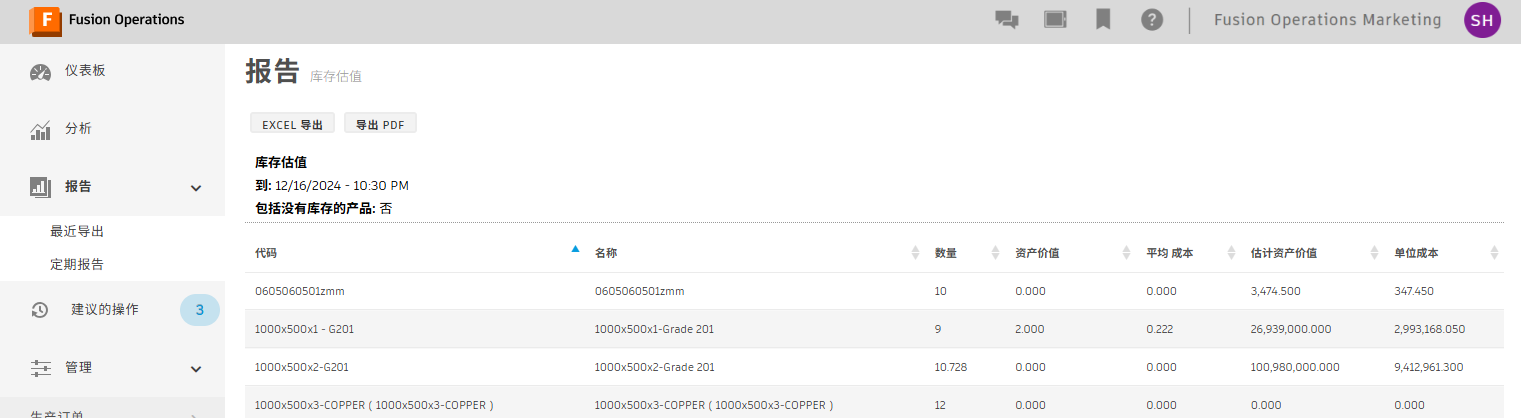 F Fusion Operations
Fusion Operations Marketing SH
仪表板
分析
报告
最近导出
定期报告
建议的操作 3
管理
生产订单
报告 库存估值
EXCEL 导出 导出 PDF
库存估值
到: 12/16/2024 - 10:30 PM
包括没有库存的产品: 否
代码 名称 数量 资产价值 平均 成本 估计资产价值 单位成本
0605060501zmm 0605060501zmm 10 0.000 0.000 3,474.500 347.450
1000x500x1 - G201 1000x500x1-Grade 201 9 2.000 0.222 26,939,000.000 2,993,168.050
1000x500x2-G201 1000x500x2-Grade 201 10.728 0.000 0.000 100,980,000.000 9,412,961.300
1000x500x3-COPPER ( 1000x500x3-COPPER ) 1000x500x3-COPPER ( 1000x500x3-COPPER ) 12 0.000 0.000 0.000 0.000